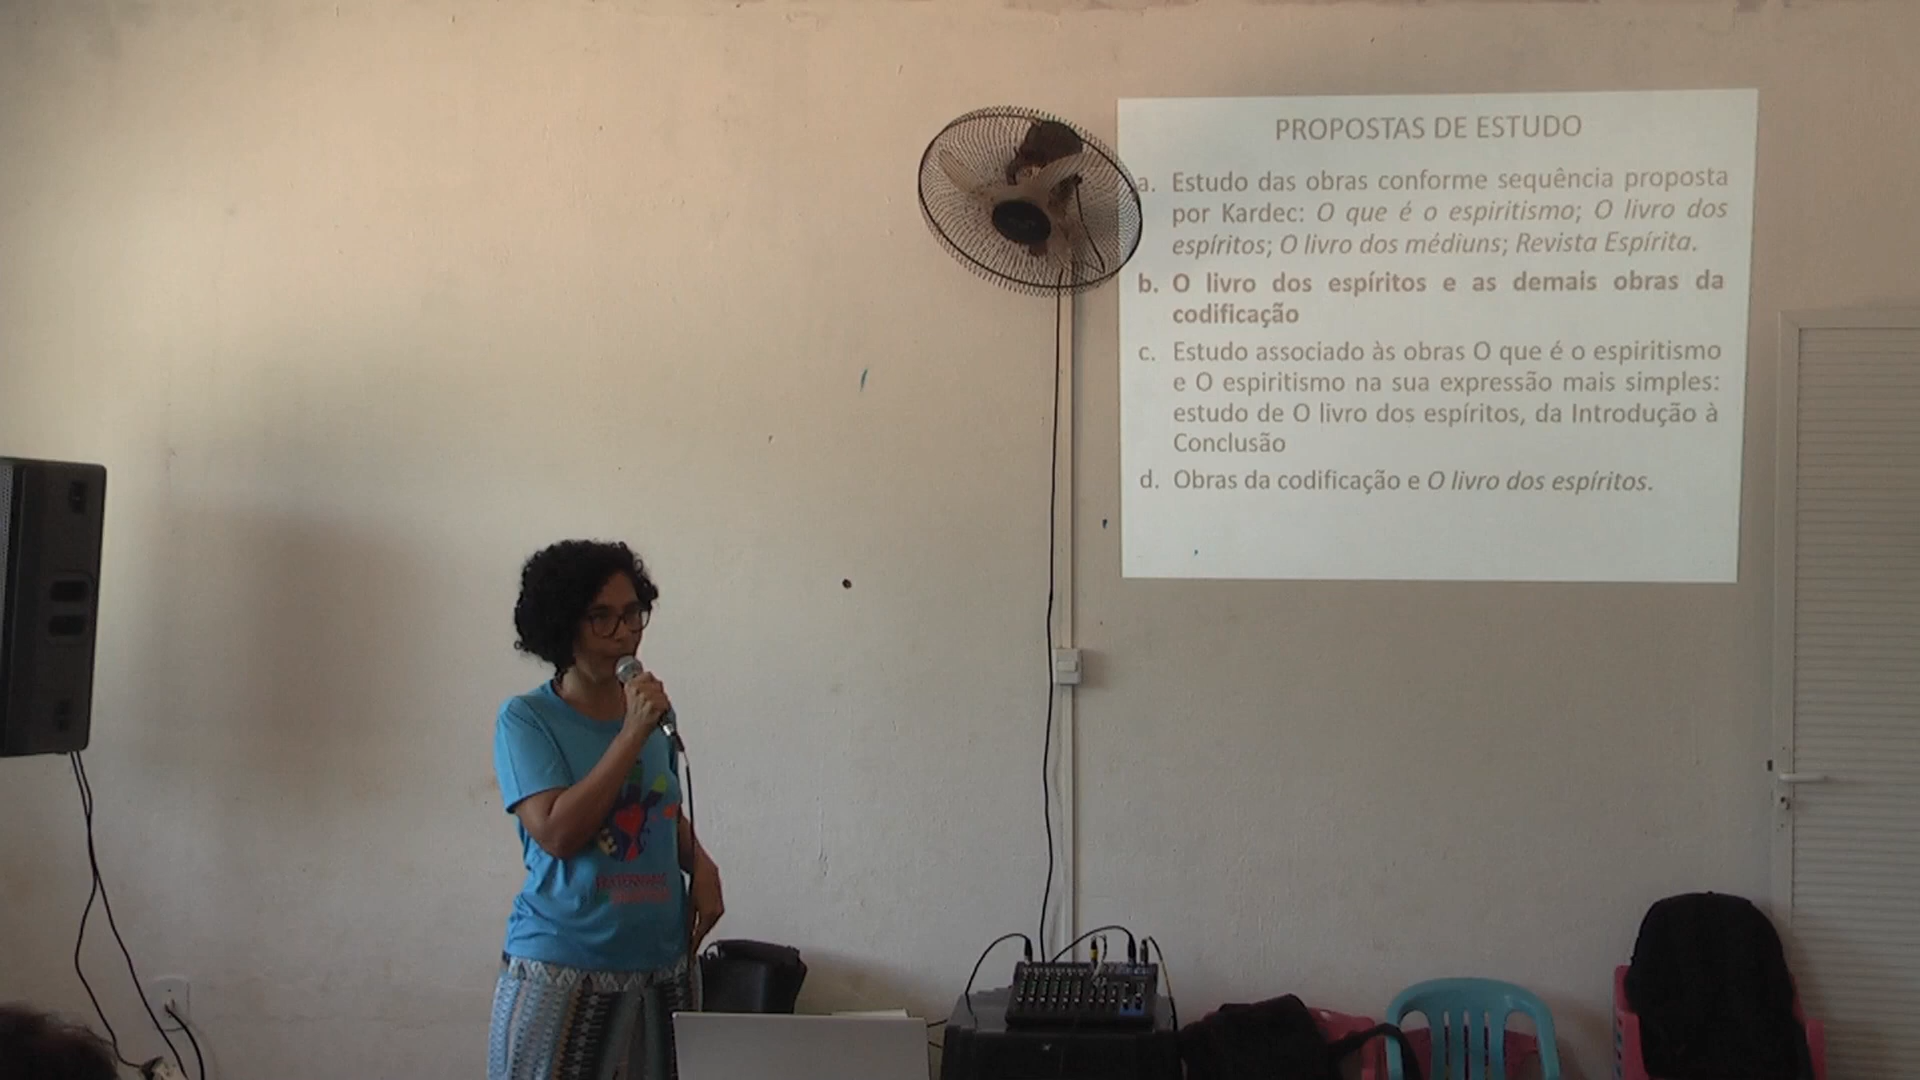 PROPOSTAS DE ESTUDO
a. Estudo das obras conforme sequência proposta
por Kardec: O que é o espiritismo; O livro dos
espíritos; O livro dos médiuns; Revista Espírita.
b. O livro dos espíritos e as demais obras da
codificação
c. Estudo associado às obras O que é o espiritismo
e O espiritismo na sua expressão mais simples:
estudo de O livro dos espíritos, da Introdução à
Conclusão
d. Obras da codificação e O livro dos espíritos.